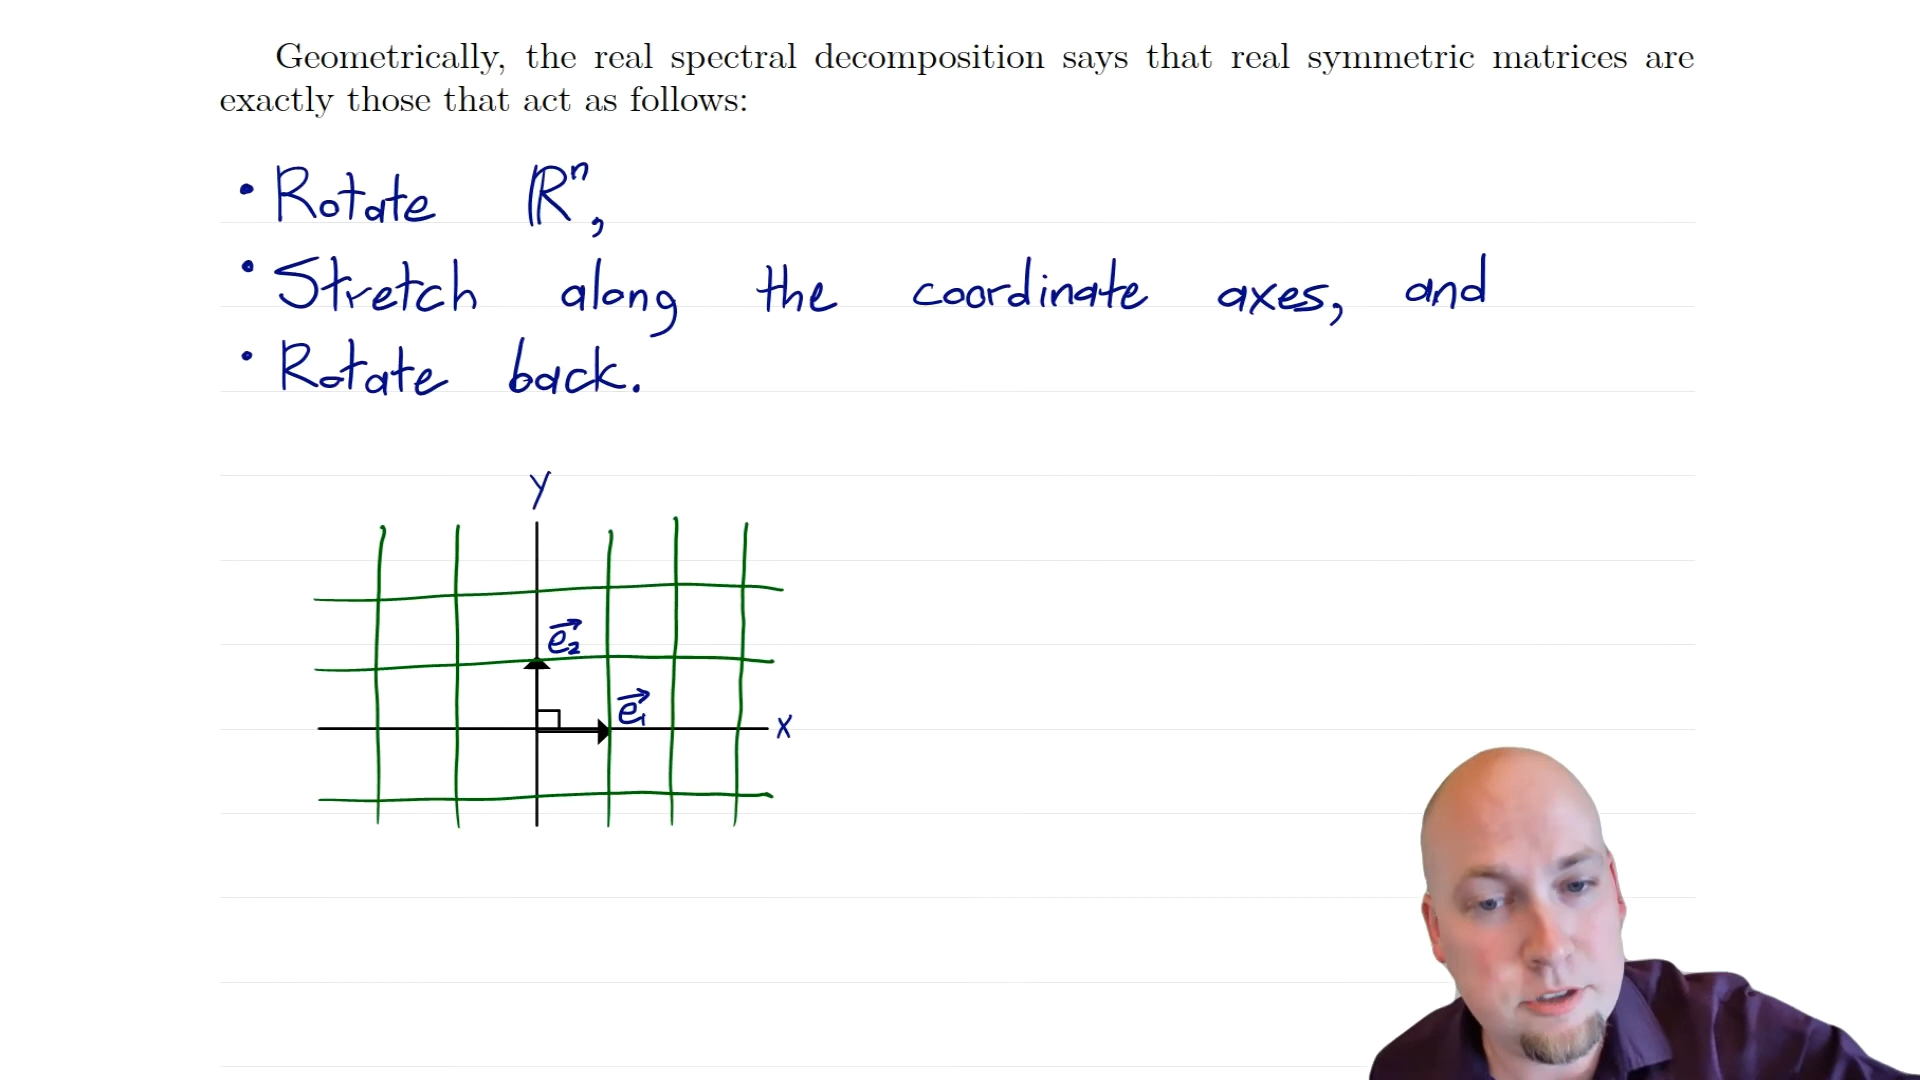 Geometrically, the real spectral decomposition says that real symmetric matrices are
exactly those that act as follows:
• Rotate ℝⁿ,
• Stretch along the coordinate axes, and
• Rotate back.
y
e⃗₂
e⃗₁
x